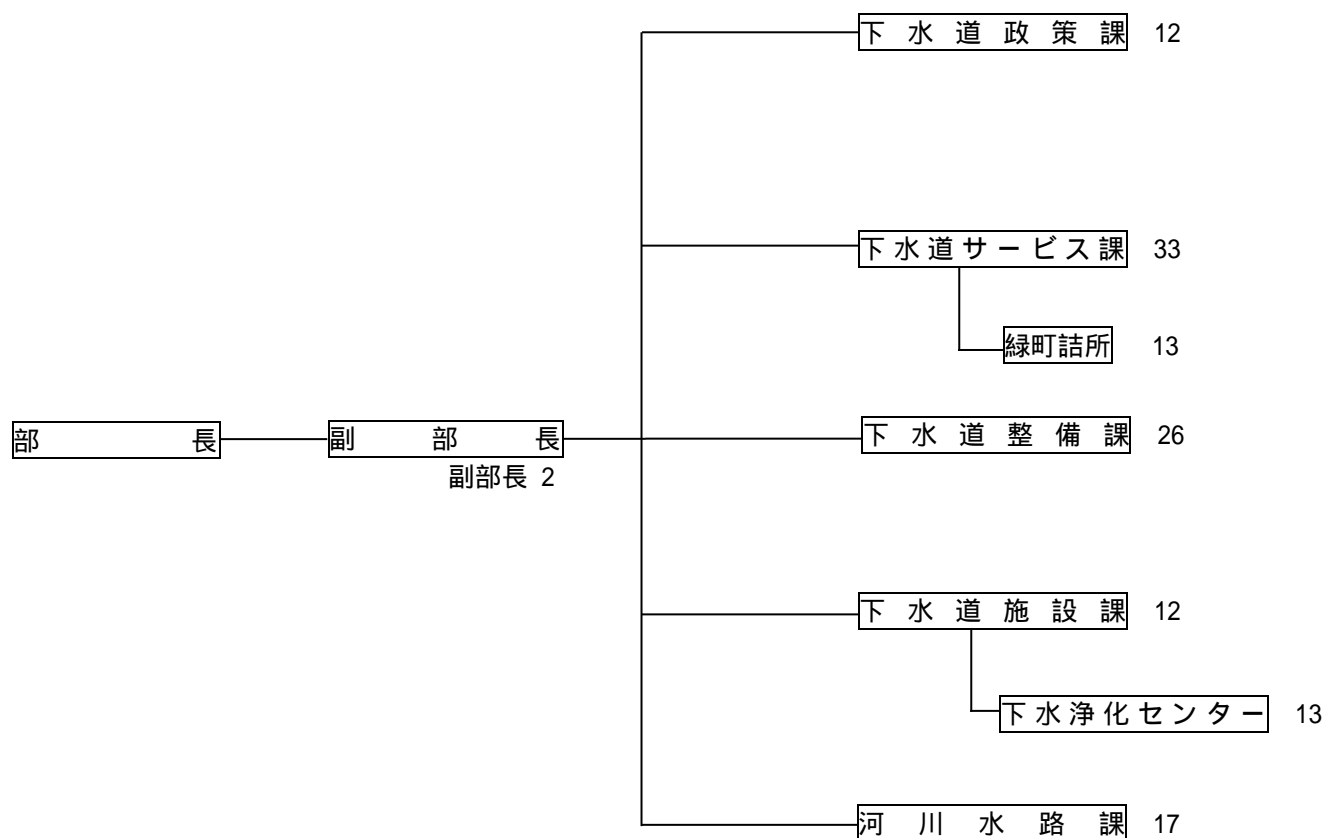 下水道政策課 12
下水道サービス課 33
緑町詰所 13
部長 副部長 下水道整備課 26
副部長 2
下水道施設課 12
下水浄化センター 13
河川水路課 17